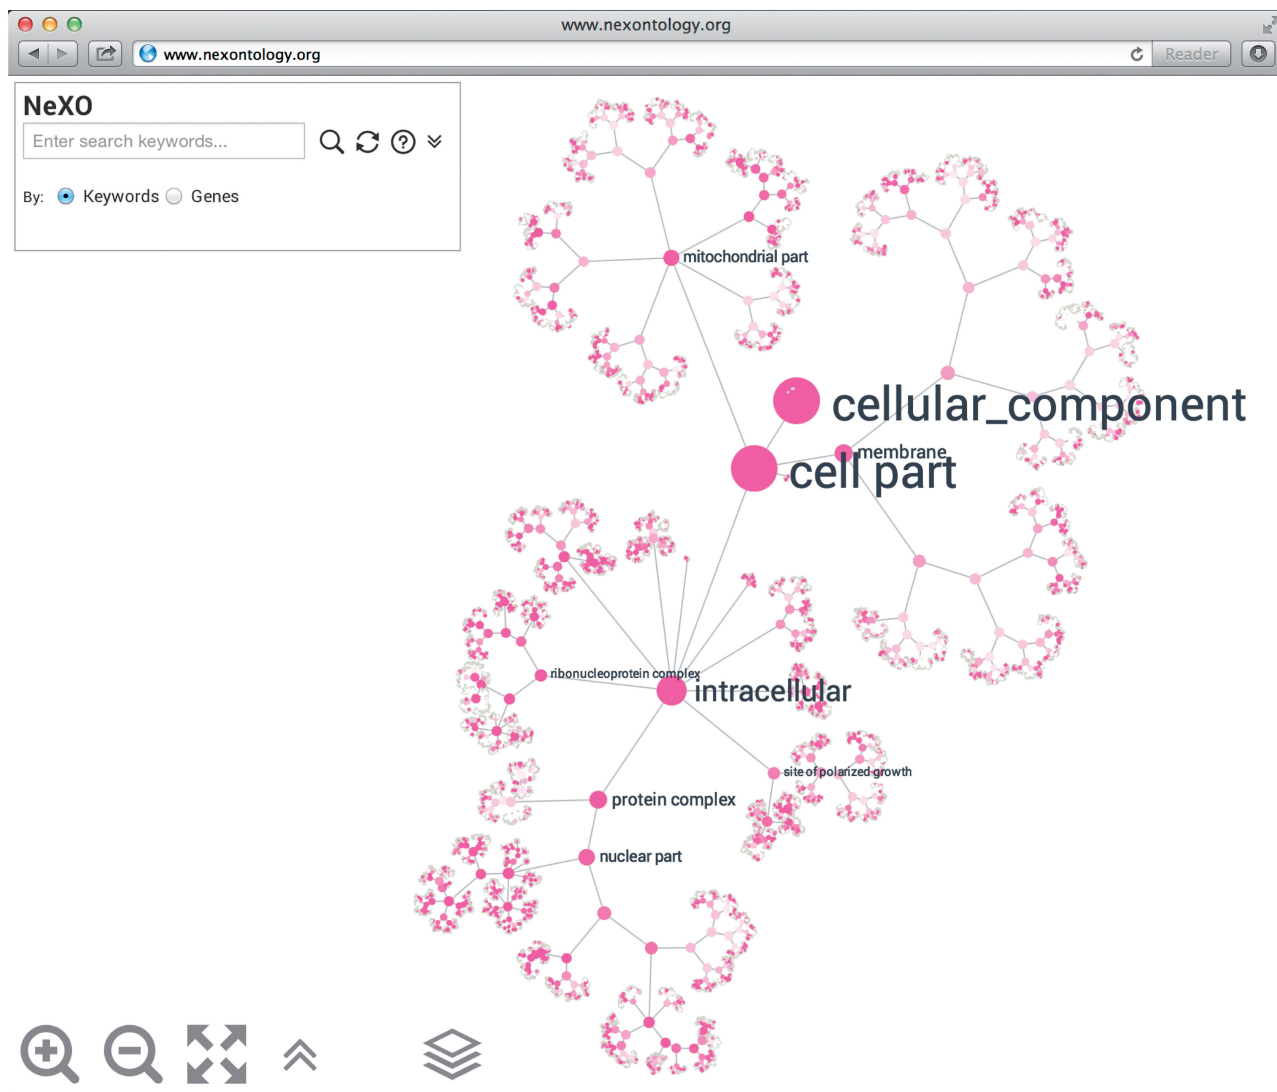 www.nexontology.org
www.nexontology.org
Reader
NeXO
Enter search keywords...
By: Keywords Genes
mitochondrial part
cellular_component
membrane
cell part
ribonucleoprotein complex
intracellular
site of polarized growth
protein complex
nuclear part